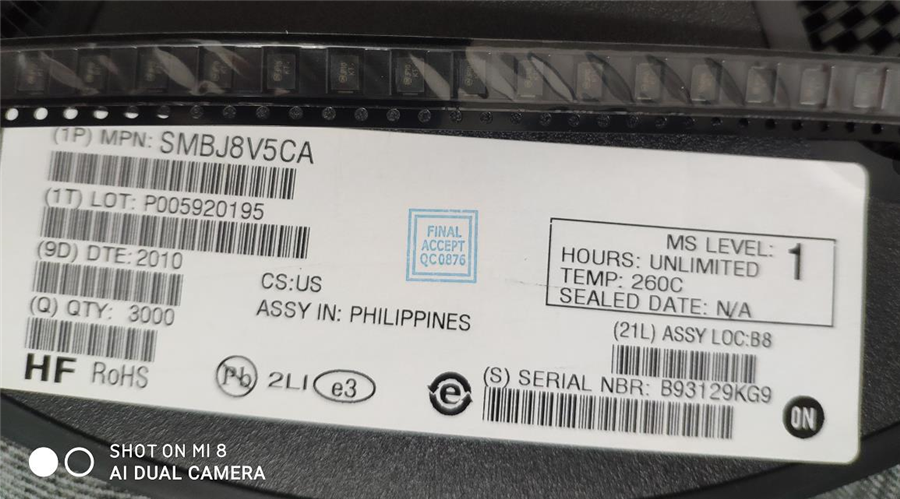 (1P) MPN: SMBJ8V5CA
(1T) LOT: P005920195
(9D) DTE: 2010
(Q) QTY: 3000
HF RoHS
CS:US
ASSY IN: PHILIPPINES
Pb 2LI e3
FINAL
ACCEPT
QC0876
MS LEVEL: 1
HOURS: UNLIMITED
TEMP: 260C
SEALED DATE: N/A
(21L) ASSY LOC:B8
e
(S) SERIAL NBR: B93129KG9
ON
SHOT ON MI 8
AI DUAL CAMERA